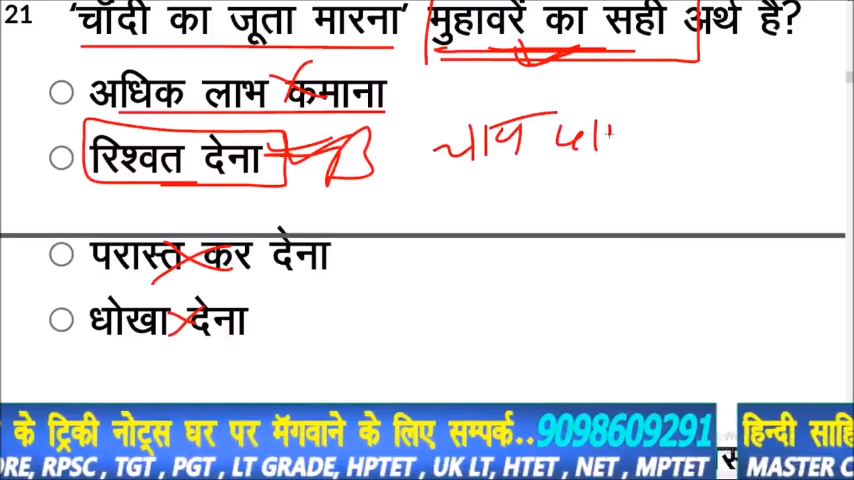 21 'चाँदी का जूता मारना' मुहावरें का सही अर्थ है?
अधिक लाभ कमाना
रिश्वत देना
चाय पा
परास्त कर देना
धोखा देना
के ट्रिकी नोट्स घर पर मॅगवाने के लिए सम्पर्क..9098609291 हिन्दी साहि
ORE, RPSC , TGT , PGT , LT GRADE, HPTET , UK LT, HTET , NET , MPTET MASTER C